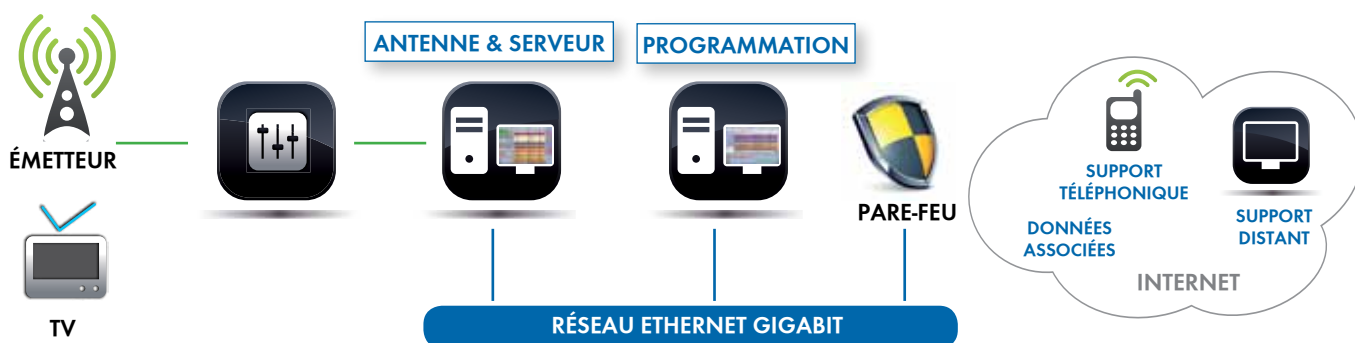 ANTENNE & SERVEUR
PROGRAMMATION
ÉMETTEUR
TV
PARE-FEU
SUPPORT
TÉLÉPHONIQUE
DONNÉES
ASSOCIÉES
SUPPORT
DISTANT
INTERNET
RÉSEAU ETHERNET GIGABIT